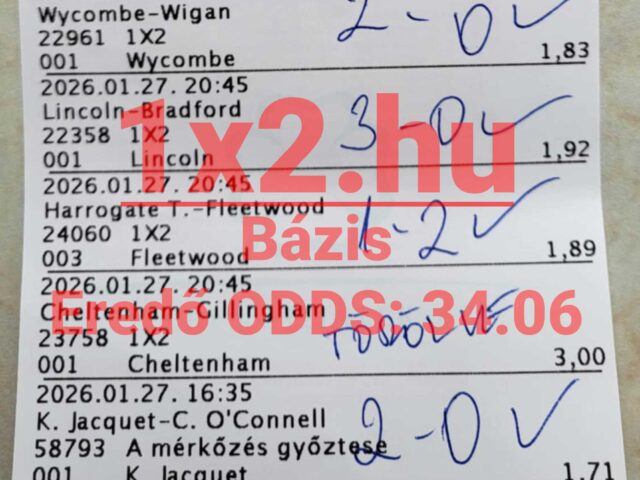 Wycombe-Wigan
2-0 ✓
22961 1X2
001 Wycombe 1,83
2026.01.27. 20:45
Lincoln-Bradford
3-0 ✓
22358 1X2
001 Lincoln 1,92
2026.01.27. 20:45
Harrogate T.-Fleetwood
1-2 ✓
24060 1X2
003 Fleetwood 1,89
2026.01.27. 20:45
Cheltenham-Gillingham
TÖRÖLVE
23758 1X2
001 Cheltenham 3,00
2026.01.27. 16:35
K. Jacquet-C. O'Connell
2-0 ✓
58793 A mérkőzés győztese
001 K. Jacquet 1,71
1x2.hu
Bázis
Eredő ODDS: 34.06